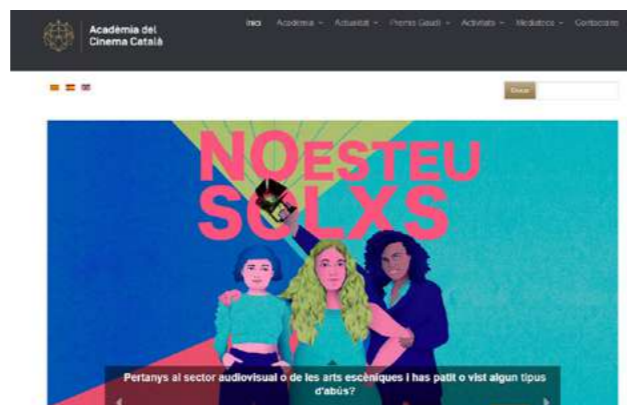 Acadèmia del
Cinema Català
Inici Acadèmia Actualitat Premis Gaudí Activitats Mediateca Contacteu
NO ESTEU
SOLXS
Pertanys al sector audiovisual o de les arts escèniques i has patit o vist algun tipus
d'abús?